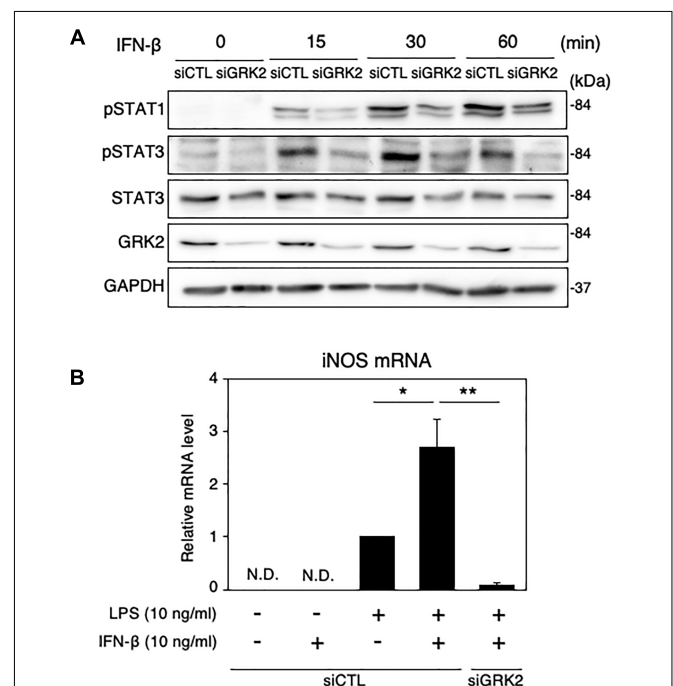 A
IFN-β 0 15 30 60 (min)
siCTL siGRK2 siCTL siGRK2 siCTL siGRK2 siCTL siGRK2 (kDa)
pSTAT1 -84
pSTAT3 -84
STAT3 -84
GRK2 -84
GAPDH -37
B
iNOS mRNA
Relative mRNA level
4
* **
3
2
1
N.D. N.D.
0
LPS (10 ng/ml) - - + + +
IFN-β (10 ng/ml) - + - + +
siCTL siGRK2